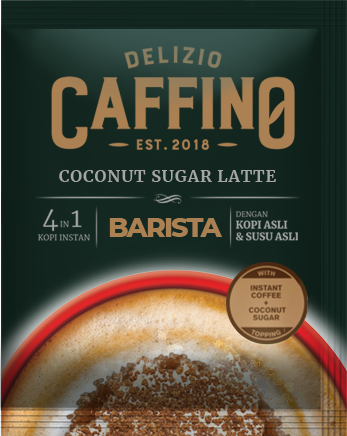 DELIZIO
CAFFINO
EST. 2018
COCONUT SUGAR LATTE
4 IN 1
KOPI INSTAN
BARISTA
DENGAN
KOPI ASLI
& SUSU ASLI
WITH
INSTANT
COFFEE
+
COCONUT
SUGAR
TOPPING